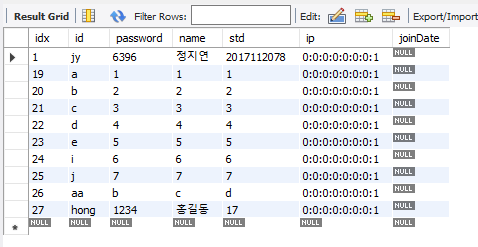 Result Grid Filter Rows: Edit: Export/Import
idx id password name std ip joinDate
1 jy 6396 정지연 2017112078 0:0:0:0:0:0:0:1 NULL
19 a 1 1 1 0:0:0:0:0:0:0:1 NULL
20 b 2 2 2 0:0:0:0:0:0:0:1 NULL
21 c 3 3 3 0:0:0:0:0:0:0:1 NULL
22 d 4 4 4 0:0:0:0:0:0:0:1 NULL
23 e 5 5 5 0:0:0:0:0:0:0:1 NULL
24 i 6 6 6 0:0:0:0:0:0:0:1 NULL
25 j 7 7 7 0:0:0:0:0:0:0:1 NULL
26 aa b c d 0:0:0:0:0:0:0:1 NULL
27 hong 1234 홍길동 17 0:0:0:0:0:0:0:1 NULL
NULL NULL NULL NULL NULL NULL NULL